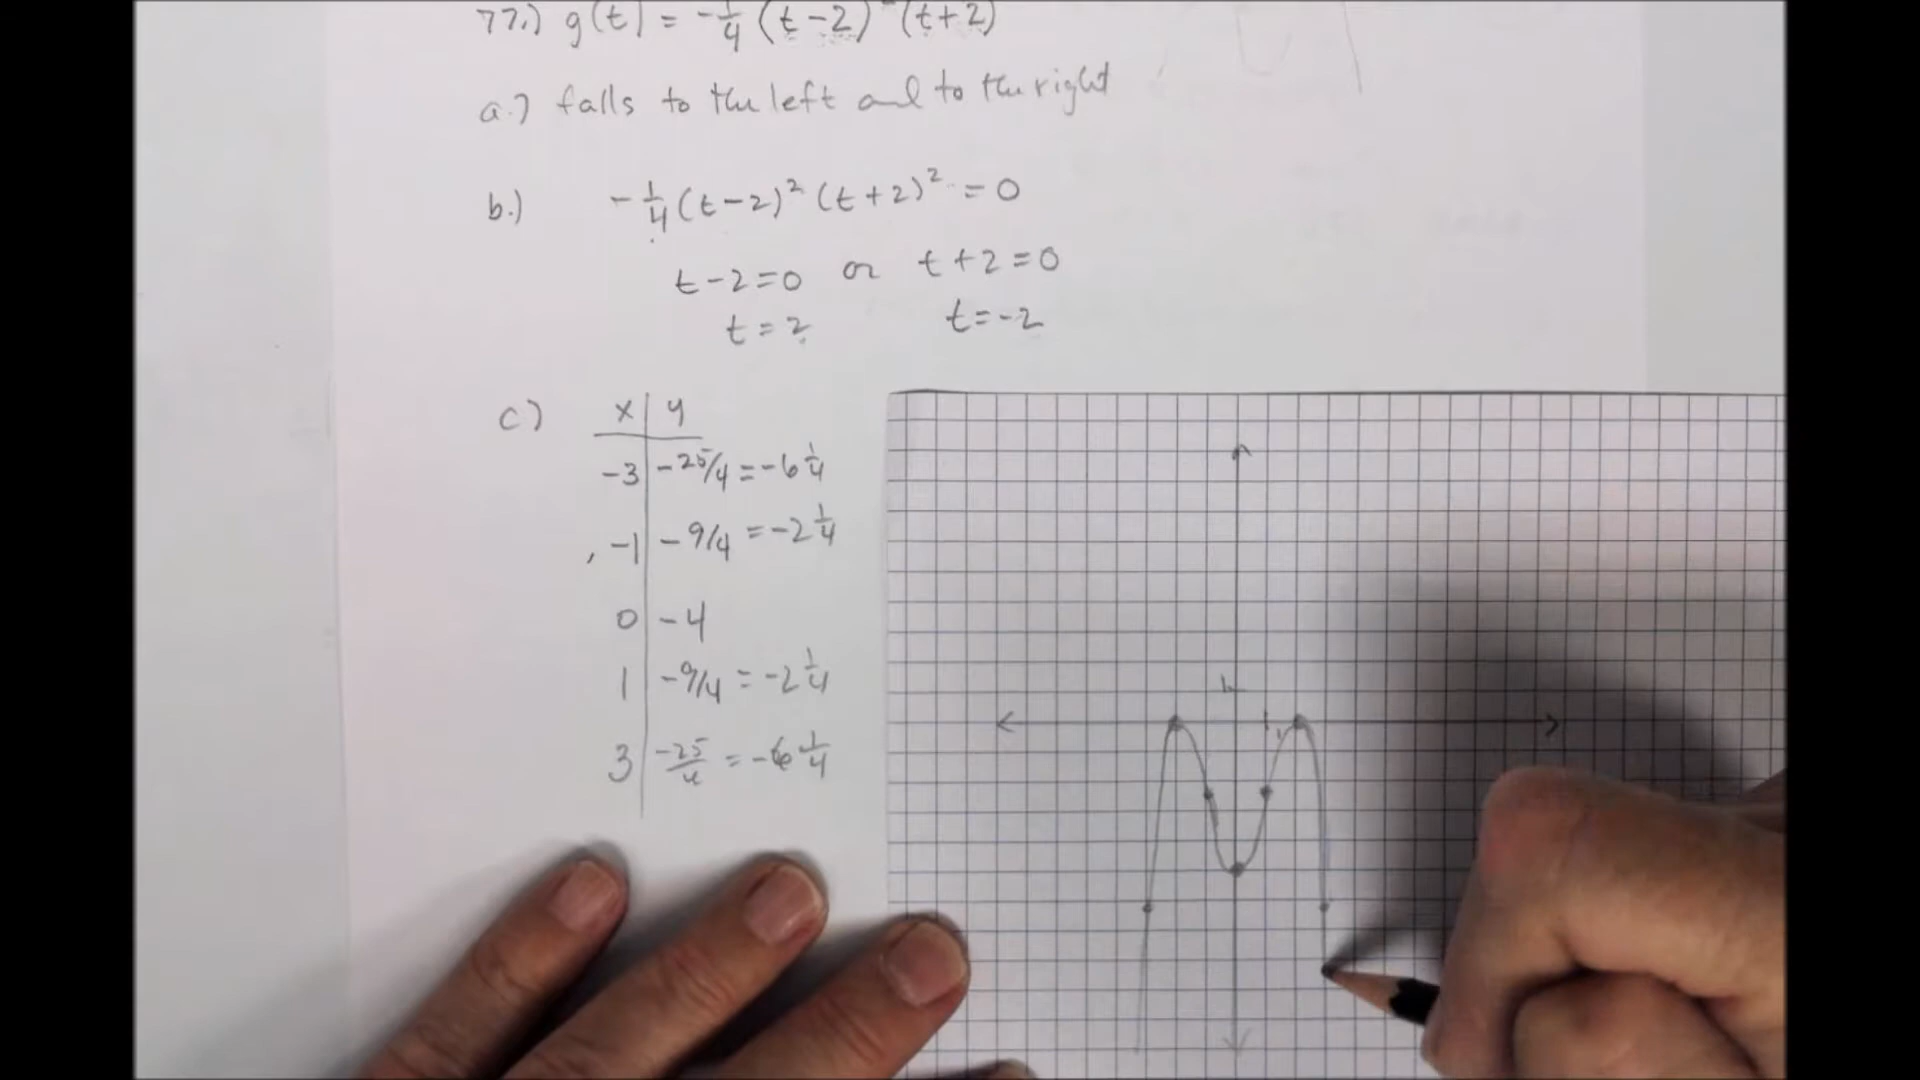 77.) g(t) = -1/4 (t-2)² (t+2)
a.) falls to the left and to the right
b.) -1/4 (t-2)² (t+2)² = 0
t-2=0 or t+2=0
t=2 t=-2
c.) x y
-3 -25/4 = -6 1/4
-1 -9/4 = -2 1/4
0 -4
1 -9/4 = -2 1/4
3 -25/4 = -6 1/4